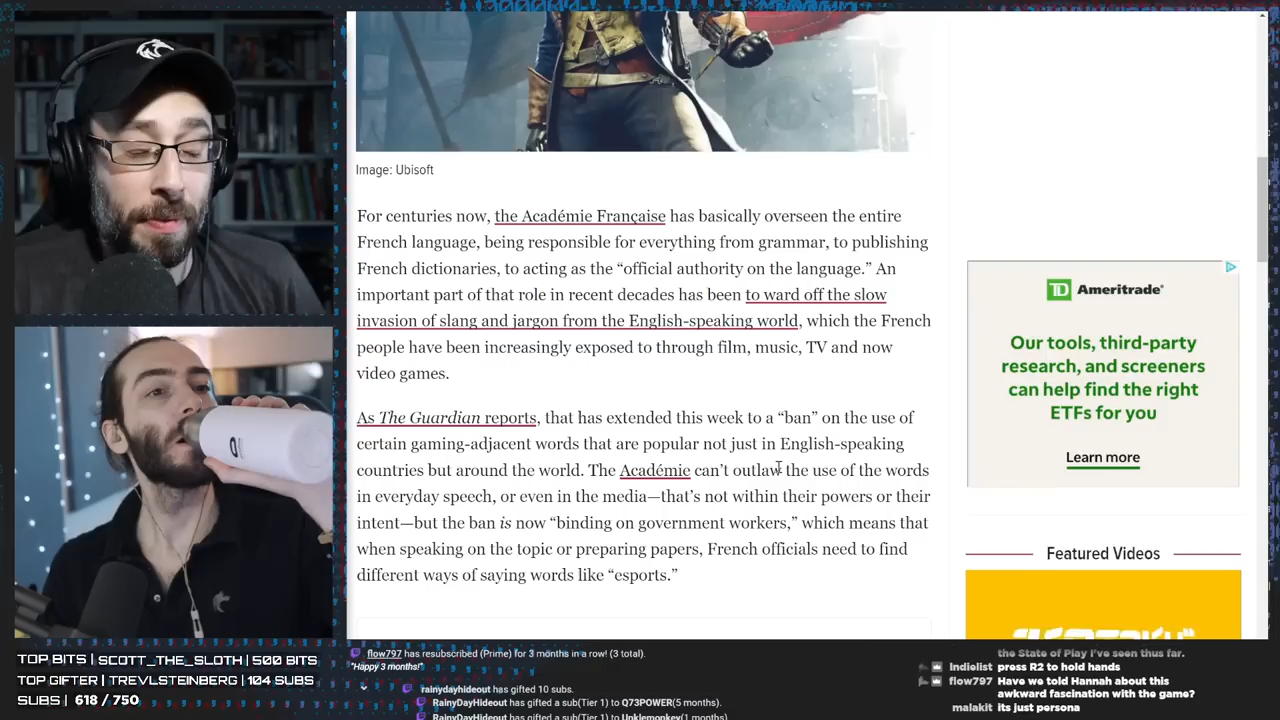 Image: Ubisoft
For centuries now, the Académie Française has basically overseen the entire
French language, being responsible for everything from grammar, to publishing
French dictionaries, to acting as the “official authority on the language.” An
important part of that role in recent decades has been to ward off the slow
invasion of slang and jargon from the English-speaking world, which the French
people have been increasingly exposed to through film, music, TV and now
video games.
As The Guardian reports, that has extended this week to a “ban” on the use of
certain gaming-adjacent words that are popular not just in English-speaking
countries but around the world. The Académie can’t outlaw the use of the words
in everyday speech, or even in the media—that’s not within their powers or their
intent—but the ban is now “binding on government workers,” which means that
when speaking on the topic or preparing papers, French officials need to find
different ways of saying words like “esports.”
TD Ameritrade
Our tools, third-party
research, and screeners
can help find the right
ETFs for you
Learn more
Featured Videos
TOP BITS | SCOTT_THE_SLOTH | 500 BITS
TOP GIFTER | TREVLSTEINBERG | 104 SUBS
SUBS | 618 / 750
flow797 has resubscribed (Prime) for 3 months in a row! (3 total).
"Happy 3 months!"
rainydayhideout has gifted 10 subs.
RainyDayHideout has gifted a sub(Tier 1) to Q73POWER(5 months).
RainyDayHideout has gifted a sub(Tier 1) to Unklemonkey(1 months)
the State of Play I've seen thus far.
Indielist press R2 to hold hands
flow797 Have we told Hannah about this
awkward fascination with the game?
malakit its just persona